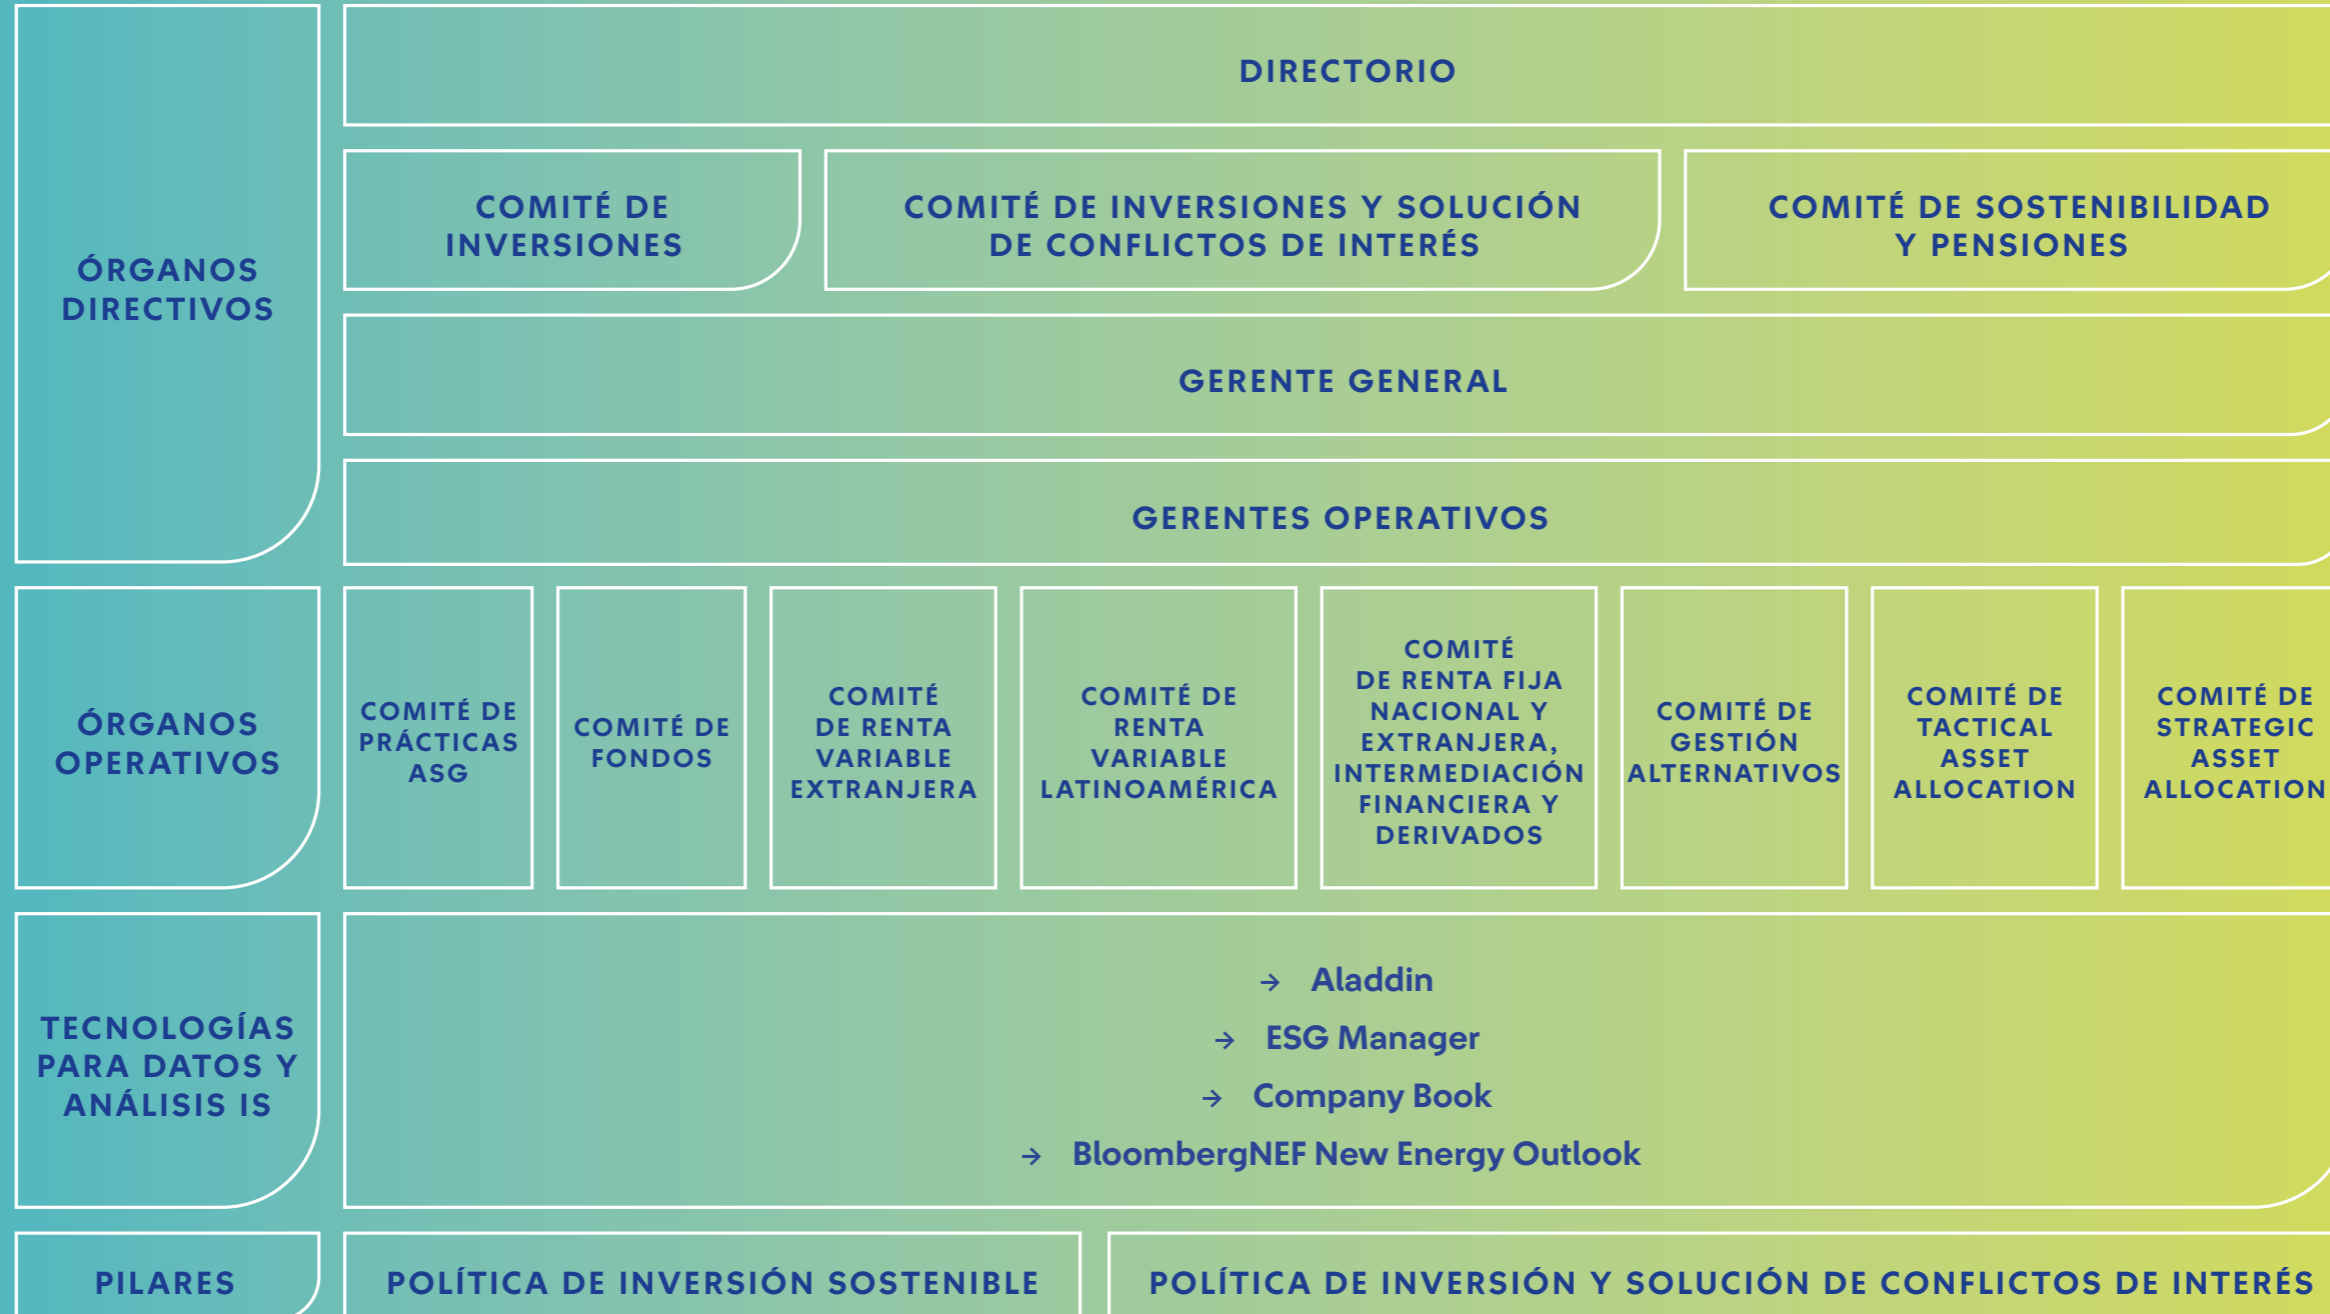 ÓRGANOS
DIRECTIVOS
DIRECTORIO
COMITÉ DE
INVERSIONES
COMITÉ DE INVERSIONES Y SOLUCIÓN
DE CONFLICTOS DE INTERÉS
COMITÉ DE SOSTENIBILIDAD
Y PENSIONES
GERENTE GENERAL
GERENTES OPERATIVOS
ÓRGANOS
OPERATIVOS
COMITÉ DE
PRÁCTICAS
ASG
COMITÉ DE
FONDOS
COMITÉ
DE RENTA
VARIABLE
EXTRANJERA
COMITÉ DE
RENTA
VARIABLE
LATINOAMÉRICA
COMITÉ
DE RENTA FIJA
NACIONAL Y
EXTRANJERA,
INTERMEDIACIÓN
FINANCIERA Y
DERIVADOS
COMITÉ DE
GESTIÓN
ALTERNATIVOS
COMITÉ DE
TACTICAL
ASSET
ALLOCATION
COMITÉ DE
STRATEGIC
ASSET
ALLOCATION
TECNOLOGÍAS
PARA DATOS Y
ANÁLISIS IS
→ Aladdin
→ ESG Manager
→ Company Book
→ BloombergNEF New Energy Outlook
PILARES
POLÍTICA DE INVERSIÓN SOSTENIBLE
POLÍTICA DE INVERSIÓN Y SOLUCIÓN DE CONFLICTOS DE INTERÉS